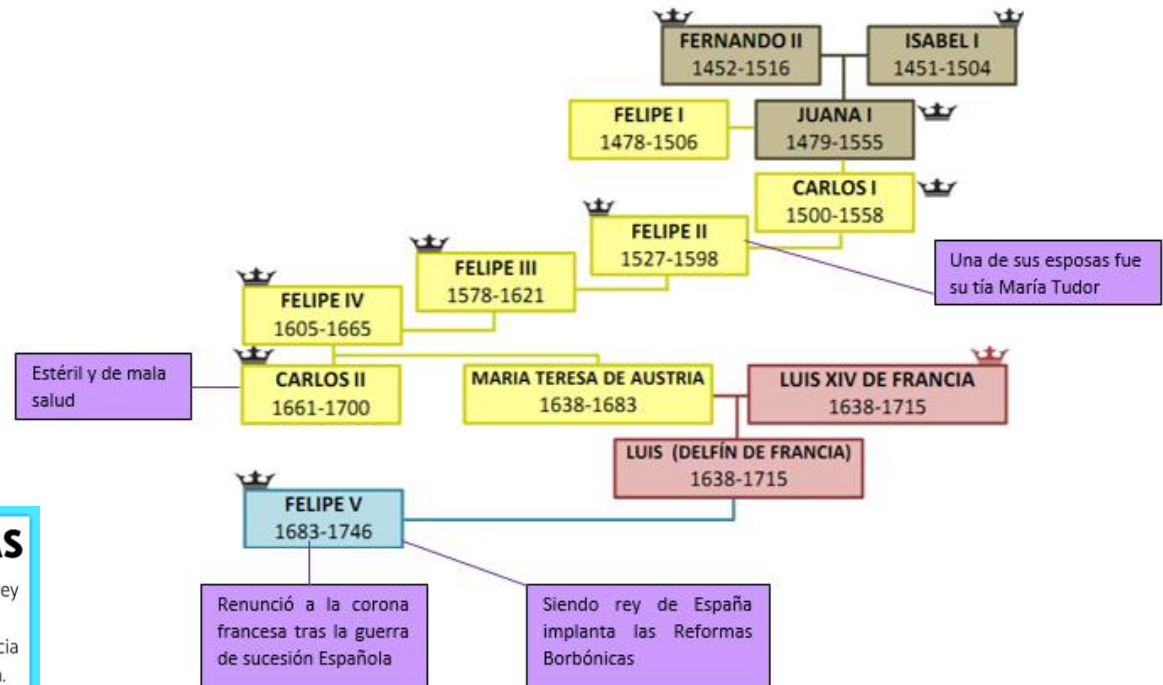 FERNANDO II
1452-1516
ISABEL I
1451-1504
FELIPE I
1478-1506
JUANA I
1479-1555
CARLOS I
1500-1558
FELIPE II
1527-1598
Una de sus esposas fue
su tía María Tudor
FELIPE III
1578-1621
FELIPE IV
1605-1665
Estéril y de mala
salud
CARLOS II
1661-1700
MARIA TERESA DE AUSTRIA
1638-1683
LUIS XIV DE FRANCIA
1638-1715
LUIS (DELFÍN DE FRANCIA)
1638-1715
FELIPE V
1683-1746
Renunció a la corona
francesa tras la guerra
de sucesión Española
Siendo rey de España
implanta las Reformas
Borbónicas